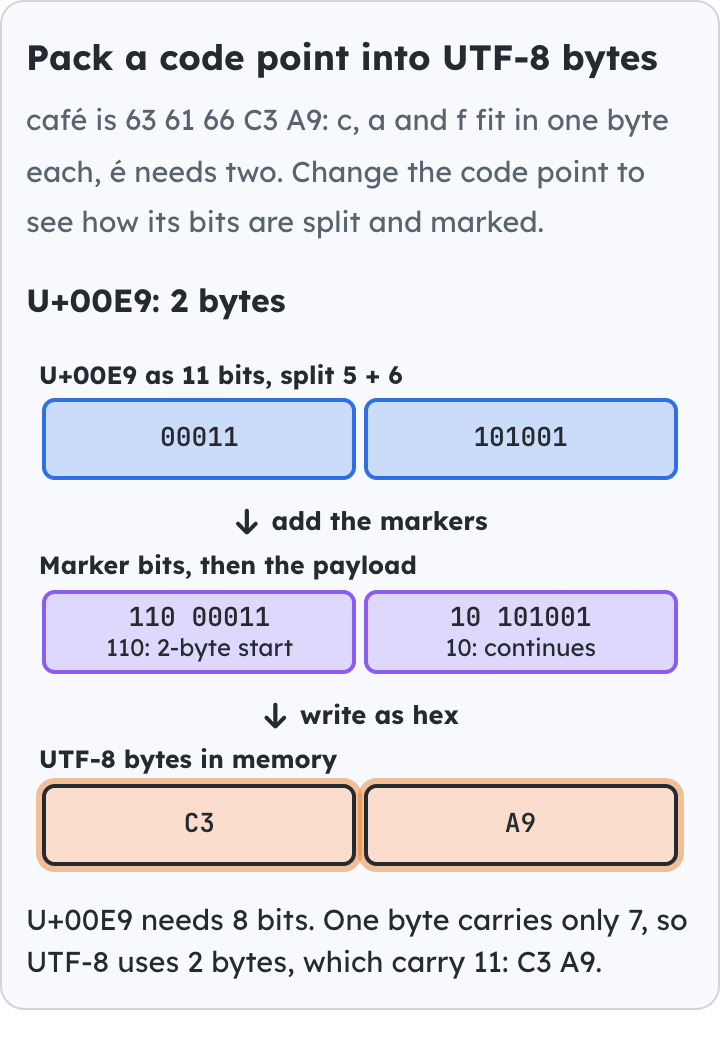 Pack a code point into UTF-8 bytes
café is 63 61 66 C3 A9: c, a and f fit in one byte
each, é needs two. Change the code point to
see how its bits are split and marked.
U+00E9: 2 bytes
U+00E9 as 11 bits, split 5 + 6
00011 101001
↓ add the markers
Marker bits, then the payload
110 00011 10 101001
110: 2-byte start 10: continues
↓ write as hex
UTF-8 bytes in memory
C3 A9
U+00E9 needs 8 bits. One byte carries only 7, so
UTF-8 uses 2 bytes, which carry 11: C3 A9.